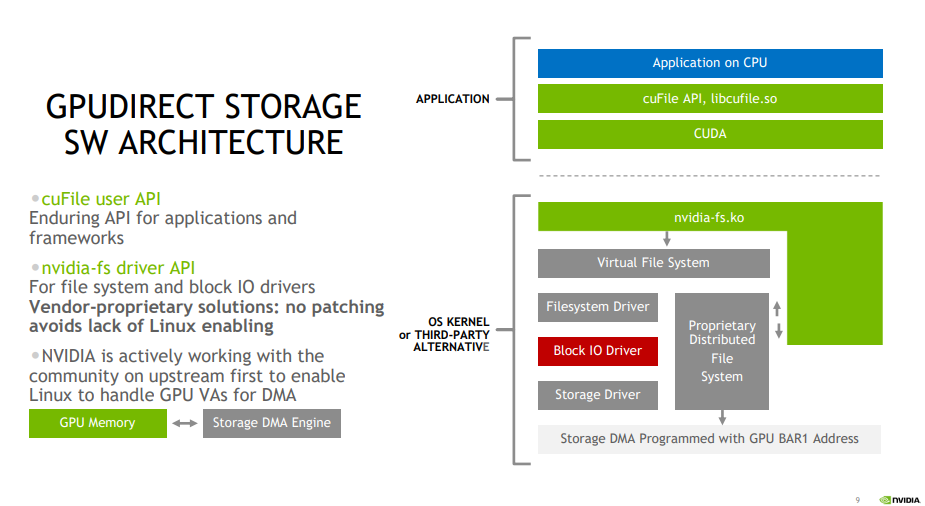 GPUDIRECT STORAGE
SW ARCHITECTURE
•cuFile user API
Enduring API for applications and
frameworks
•nvidia-fs driver API
For file system and block IO drivers
Vendor-proprietary solutions: no patching
avoids lack of Linux enabling
•NVIDIA is actively working with the
community on upstream first to enable
Linux to handle GPU VAs for DMA
GPU Memory
Storage DMA Engine
APPLICATION
Application on CPU
cuFile API, libcufile.so
CUDA
OS KERNEL
or THIRD-PARTY
ALTERNATIVE
nvidia-fs.ko
Virtual File System
Filesystem Driver
Block IO Driver
Storage Driver
Proprietary
Distributed
File
System
Storage DMA Programmed with GPU BAR1 Address
9
NVIDIA.